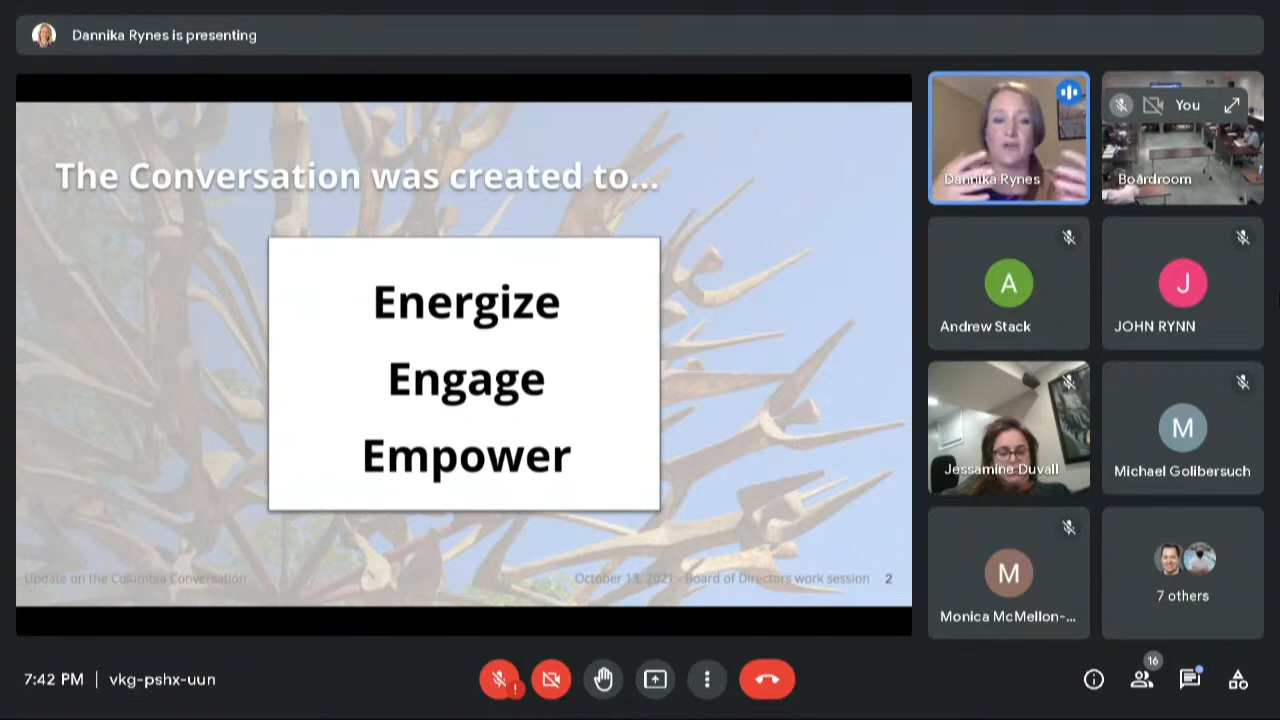 Dannika Rynes is presenting
The Conversation was created to...
Energize
Engage
Empower
Update on the Columbia Conversation
October 13, 2021 - Board of Directors work session 2
Dannika Rynes
You
Boardroom
A
Andrew Stack
J
JOHN RYNN
Jessamine Duvall
M
Michael Golibersuch
M
Monica McMellon-...
7 others
7:42 PM | vkg-pshx-uun
!
16